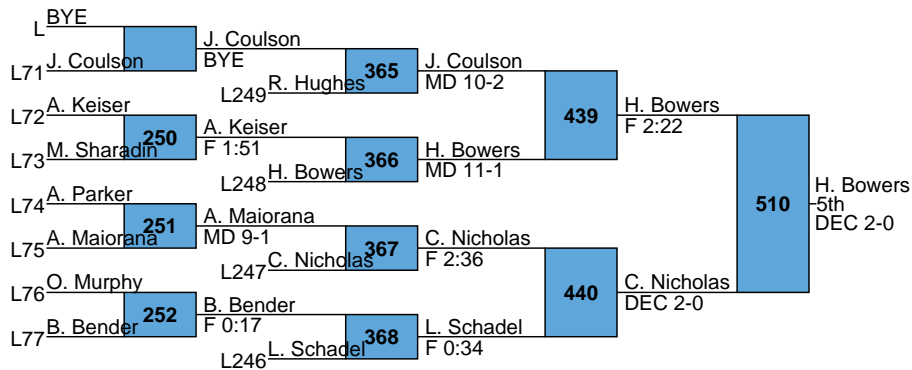 L BYE
L71 J. Coulson
J. Coulson
BYE
L249 R. Hughes
365
J. Coulson
MD 10-2
L72 A. Keiser
250
L73 M. Sharadin
A. Keiser
F 1:51
L248 H. Bowers
366
H. Bowers
MD 11-1
439
H. Bowers
F 2:22
L74 A. Parker
251
L75 A. Maiorana
A. Maiorana
MD 9-1
L247 C. Nicholas
367
C. Nicholas
F 2:36
L76 O. Murphy
252
L77 B. Bender
B. Bender
F 0:17
L246 L. Schadel
368
L. Schadel
F 0:34
440
C. Nicholas
DEC 2-0
510
H. Bowers
5th
DEC 2-0